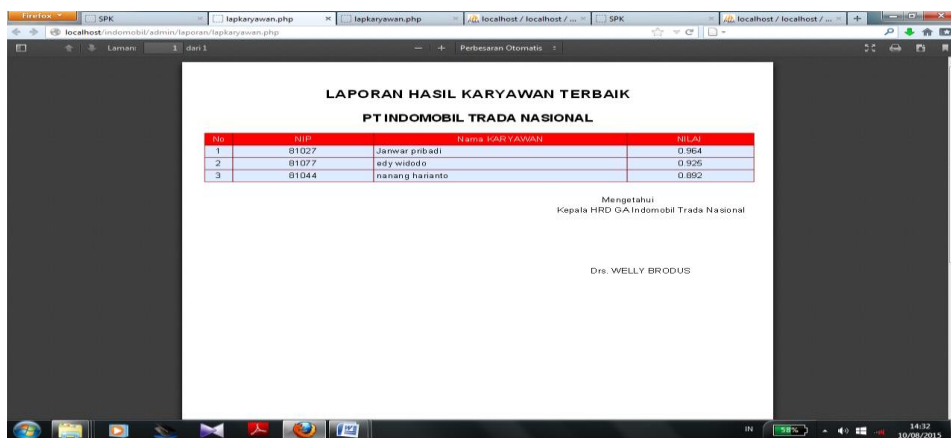 Firefox
SPK
lapkaryawan.php
lapkaryawan.php
localhost / localhost / ...
SPK
localhost / localhost / ...
localhost/indomobil/admin/laporan/lapkaryawan.php
Laman: 1 dari 1
Perbesaran Otomatis
LAPORAN HASIL KARYAWAN TERBAIK
PT INDOMOBIL TRADA NASIONAL
No NIP Nama KARYAWAN NILAI
1 81027 Janwar pribadi 0.964
2 81077 edy widodo 0.925
3 81044 nanang harianto 0.892
Mengetahui
Kepala HRD GA Indomobil Trada Nasional
Drs. WELLY BRODUS
IN 58% 14:32
10/08/2015